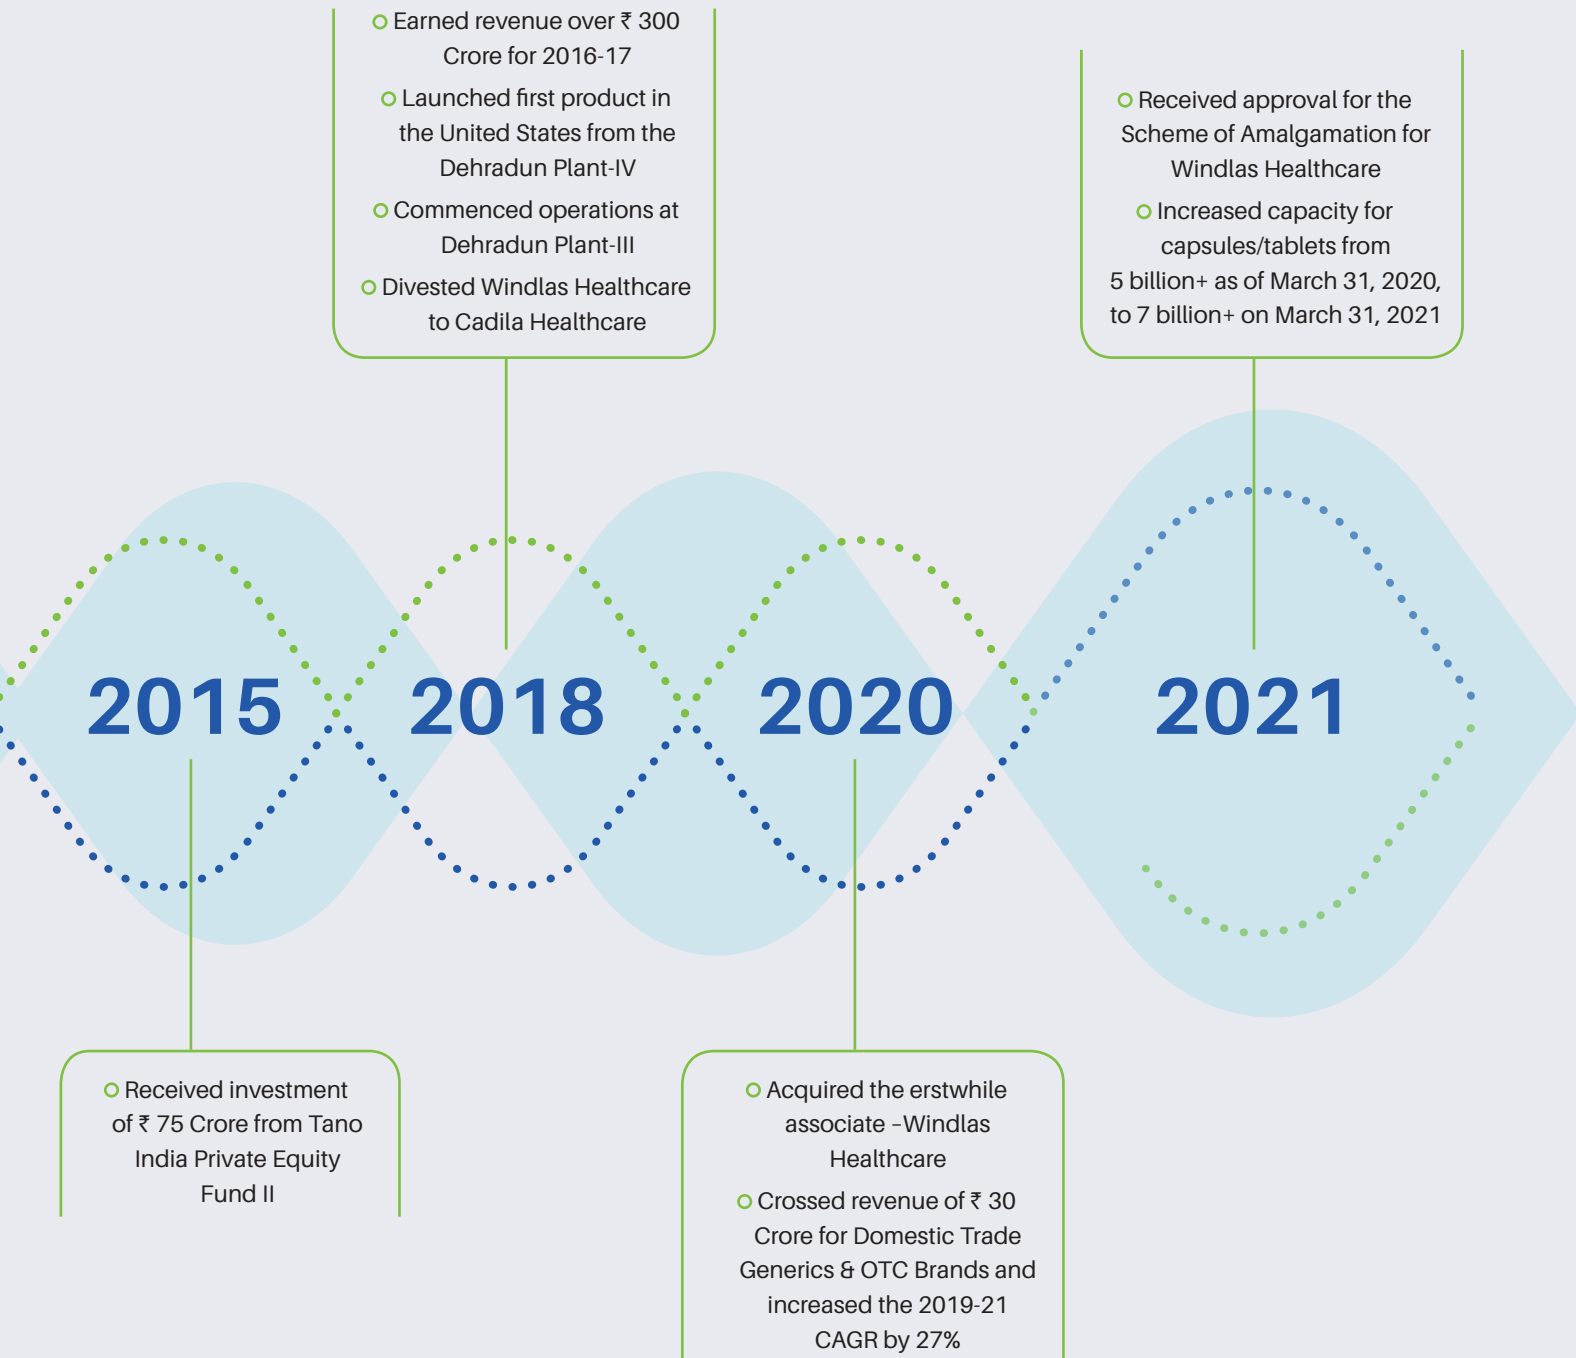 Earned revenue over ₹ 300
Crore for 2016-17
Launched first product in
the United States from the
Dehradun Plant-IV
Commenced operations at
Dehradun Plant-III
Divested Windlas Healthcare
to Cadila Healthcare
Received approval for the
Scheme of Amalgamation for
Windlas Healthcare
Increased capacity for
capsules/tablets from
5 billion+ as of March 31, 2020,
to 7 billion+ on March 31, 2021
2015
2018
2020
2021
Received investment
of ₹ 75 Crore from Tano
India Private Equity
Fund II
Acquired the erstwhile
associate –Windlas
Healthcare
Crossed revenue of ₹ 30
Crore for Domestic Trade
Generics & OTC Brands and
increased the 2019-21
CAGR by 27%